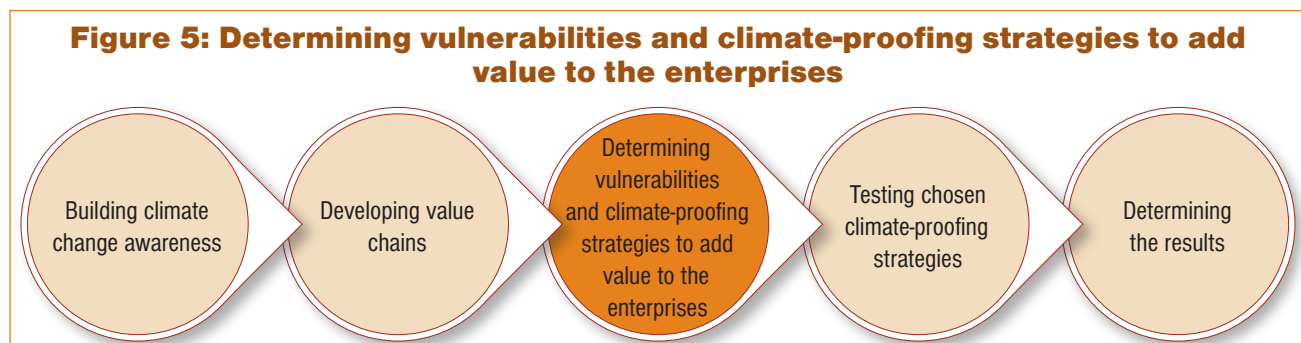 Figure 5: Determining vulnerabilities and climate-proofing strategies to add
value to the enterprises
Building climate
change awareness
Developing value
chains
Determining
vulnerabilities
and climate-proofing
strategies to add
value to the
enterprises
Testing chosen
climate-proofing
strategies
Determining
the results